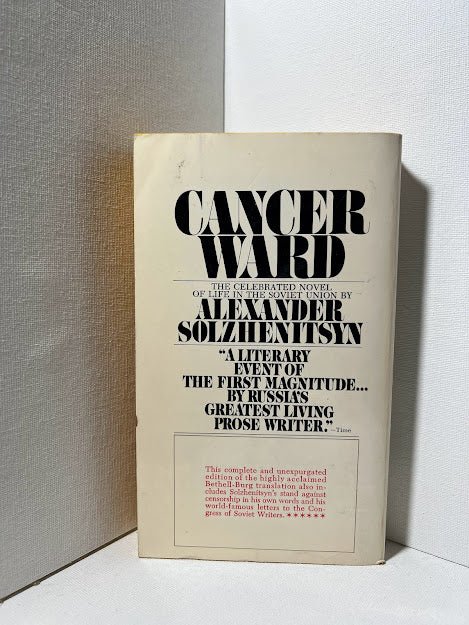 CANCER
WARD
THE CELEBRATED NOVEL
OF LIFE IN THE SOVIET UNION BY
ALEXANDER
SOLZHENITSYN
“A LITERARY
EVENT OF
THE FIRST MAGNITUDE...
BY RUSSIA'S
GREATEST LIVING
PROSE WRITER.” —Time
This complete and unexpurgated
edition of the highly acclaimed
Bethell-Burg translation also in-
cludes Solzhenitsyn's stand against
censorship in his own words and his
world-famous letters to the Con-
gress of Soviet Writers. ★★★★★★